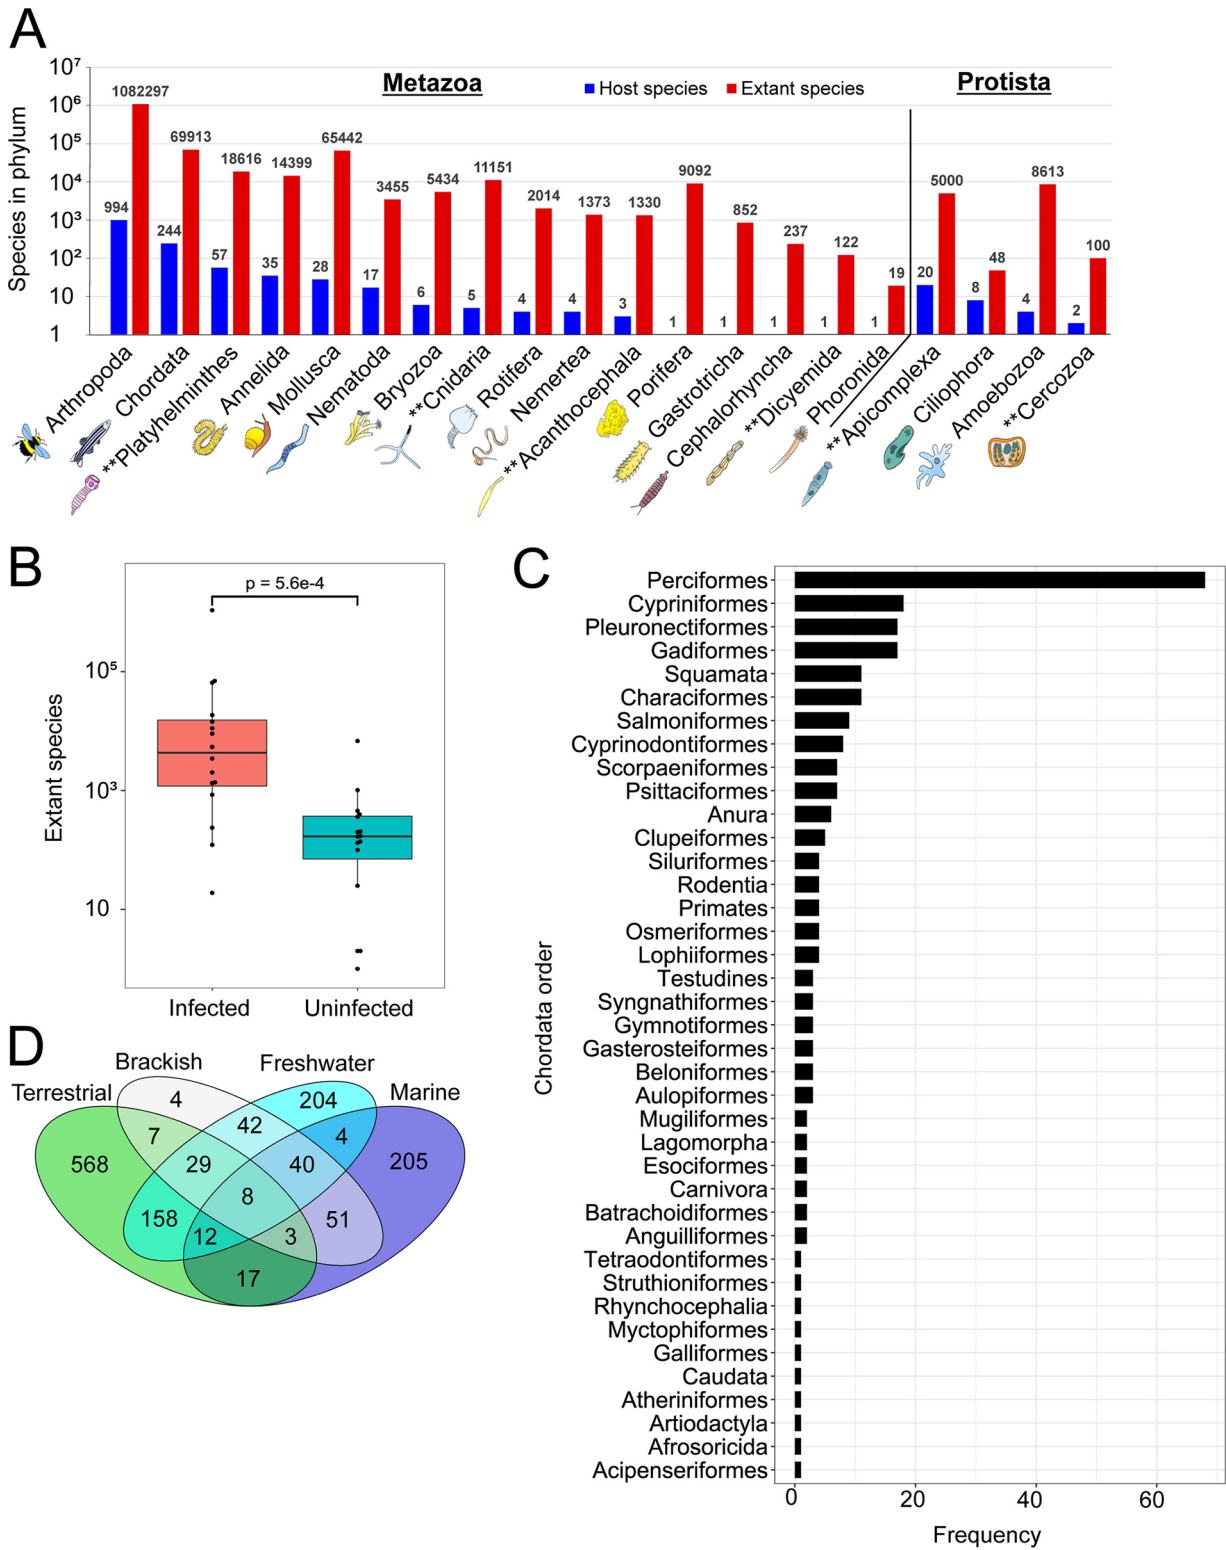 A
Metazoa
Protista
Host species
Extant species
Species in phylum
10⁷
10⁶
10⁵
10⁴
10³
10²
10
1
1082297
994
69913
244
18616
57
14399
35
65442
28
3455
17
5434
6
11151
5
2014
4
1373
4
1330
3
9092
1
852
1
237
1
122
1
19
1
5000
20
48
8
8613
4
100
2
Arthropoda
Chordata
**Platyhelminthes
Annelida
Mollusca
Nematoda
Bryozoa
**Cnidaria
Rotifera
Nemertea
**Acanthocephala
Porifera
Gastrotricha
Cephalorhyncha
**Dicyemida
Phoronida
**Apicomplexa
Ciliophora
Amoebozoa
**Cercozoa
B
p = 5.6e-4
Extant species
10⁵
10³
10
Infected
Uninfected
C
Chordata order
Perciformes
Cypriniformes
Pleuronectiformes
Gadiformes
Squamata
Characiformes
Salmoniformes
Cyprinodontiformes
Scorpaeniformes
Psittaciformes
Anura
Clupeiformes
Siluriformes
Rodentia
Primates
Osmeriformes
Lophiiformes
Testudines
Syngnathiformes
Gymnotiformes
Gasterosteiformes
Beloniformes
Aulopiformes
Mugiliformes
Lagomorpha
Esociformes
Carnivora
Batrachoidiformes
Anguilliformes
Tetraodontiformes
Struthioniformes
Rhynchocephalia
Myctophiformes
Galliformes
Caudata
Atheriniformes
Artiodactyla
Afrosoricida
Acipenseriformes
0
20
40
60
Frequency
D
Terrestrial
Brackish
Freshwater
Marine
4
204
42
7
4
568
29
40
205
8
158
12
3
51
17